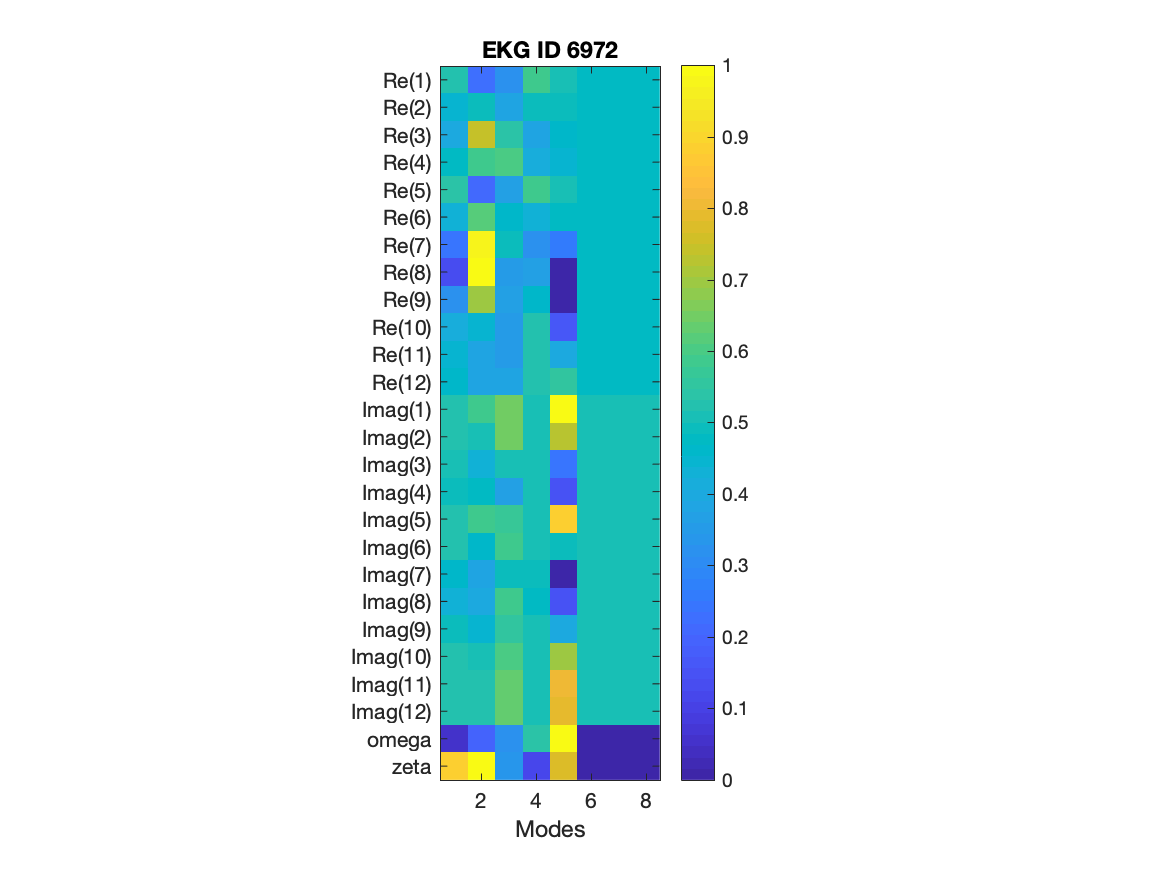 EKG ID 6972
Re(1)
Re(2)
Re(3)
Re(4)
Re(5)
Re(6)
Re(7)
Re(8)
Re(9)
Re(10)
Re(11)
Re(12)
Imag(1)
Imag(2)
Imag(3)
Imag(4)
Imag(5)
Imag(6)
Imag(7)
Imag(8)
Imag(9)
Imag(10)
Imag(11)
Imag(12)
omega
zeta
2 4 6 8
Modes
1
0.9
0.8
0.7
0.6
0.5
0.4
0.3
0.2
0.1
0